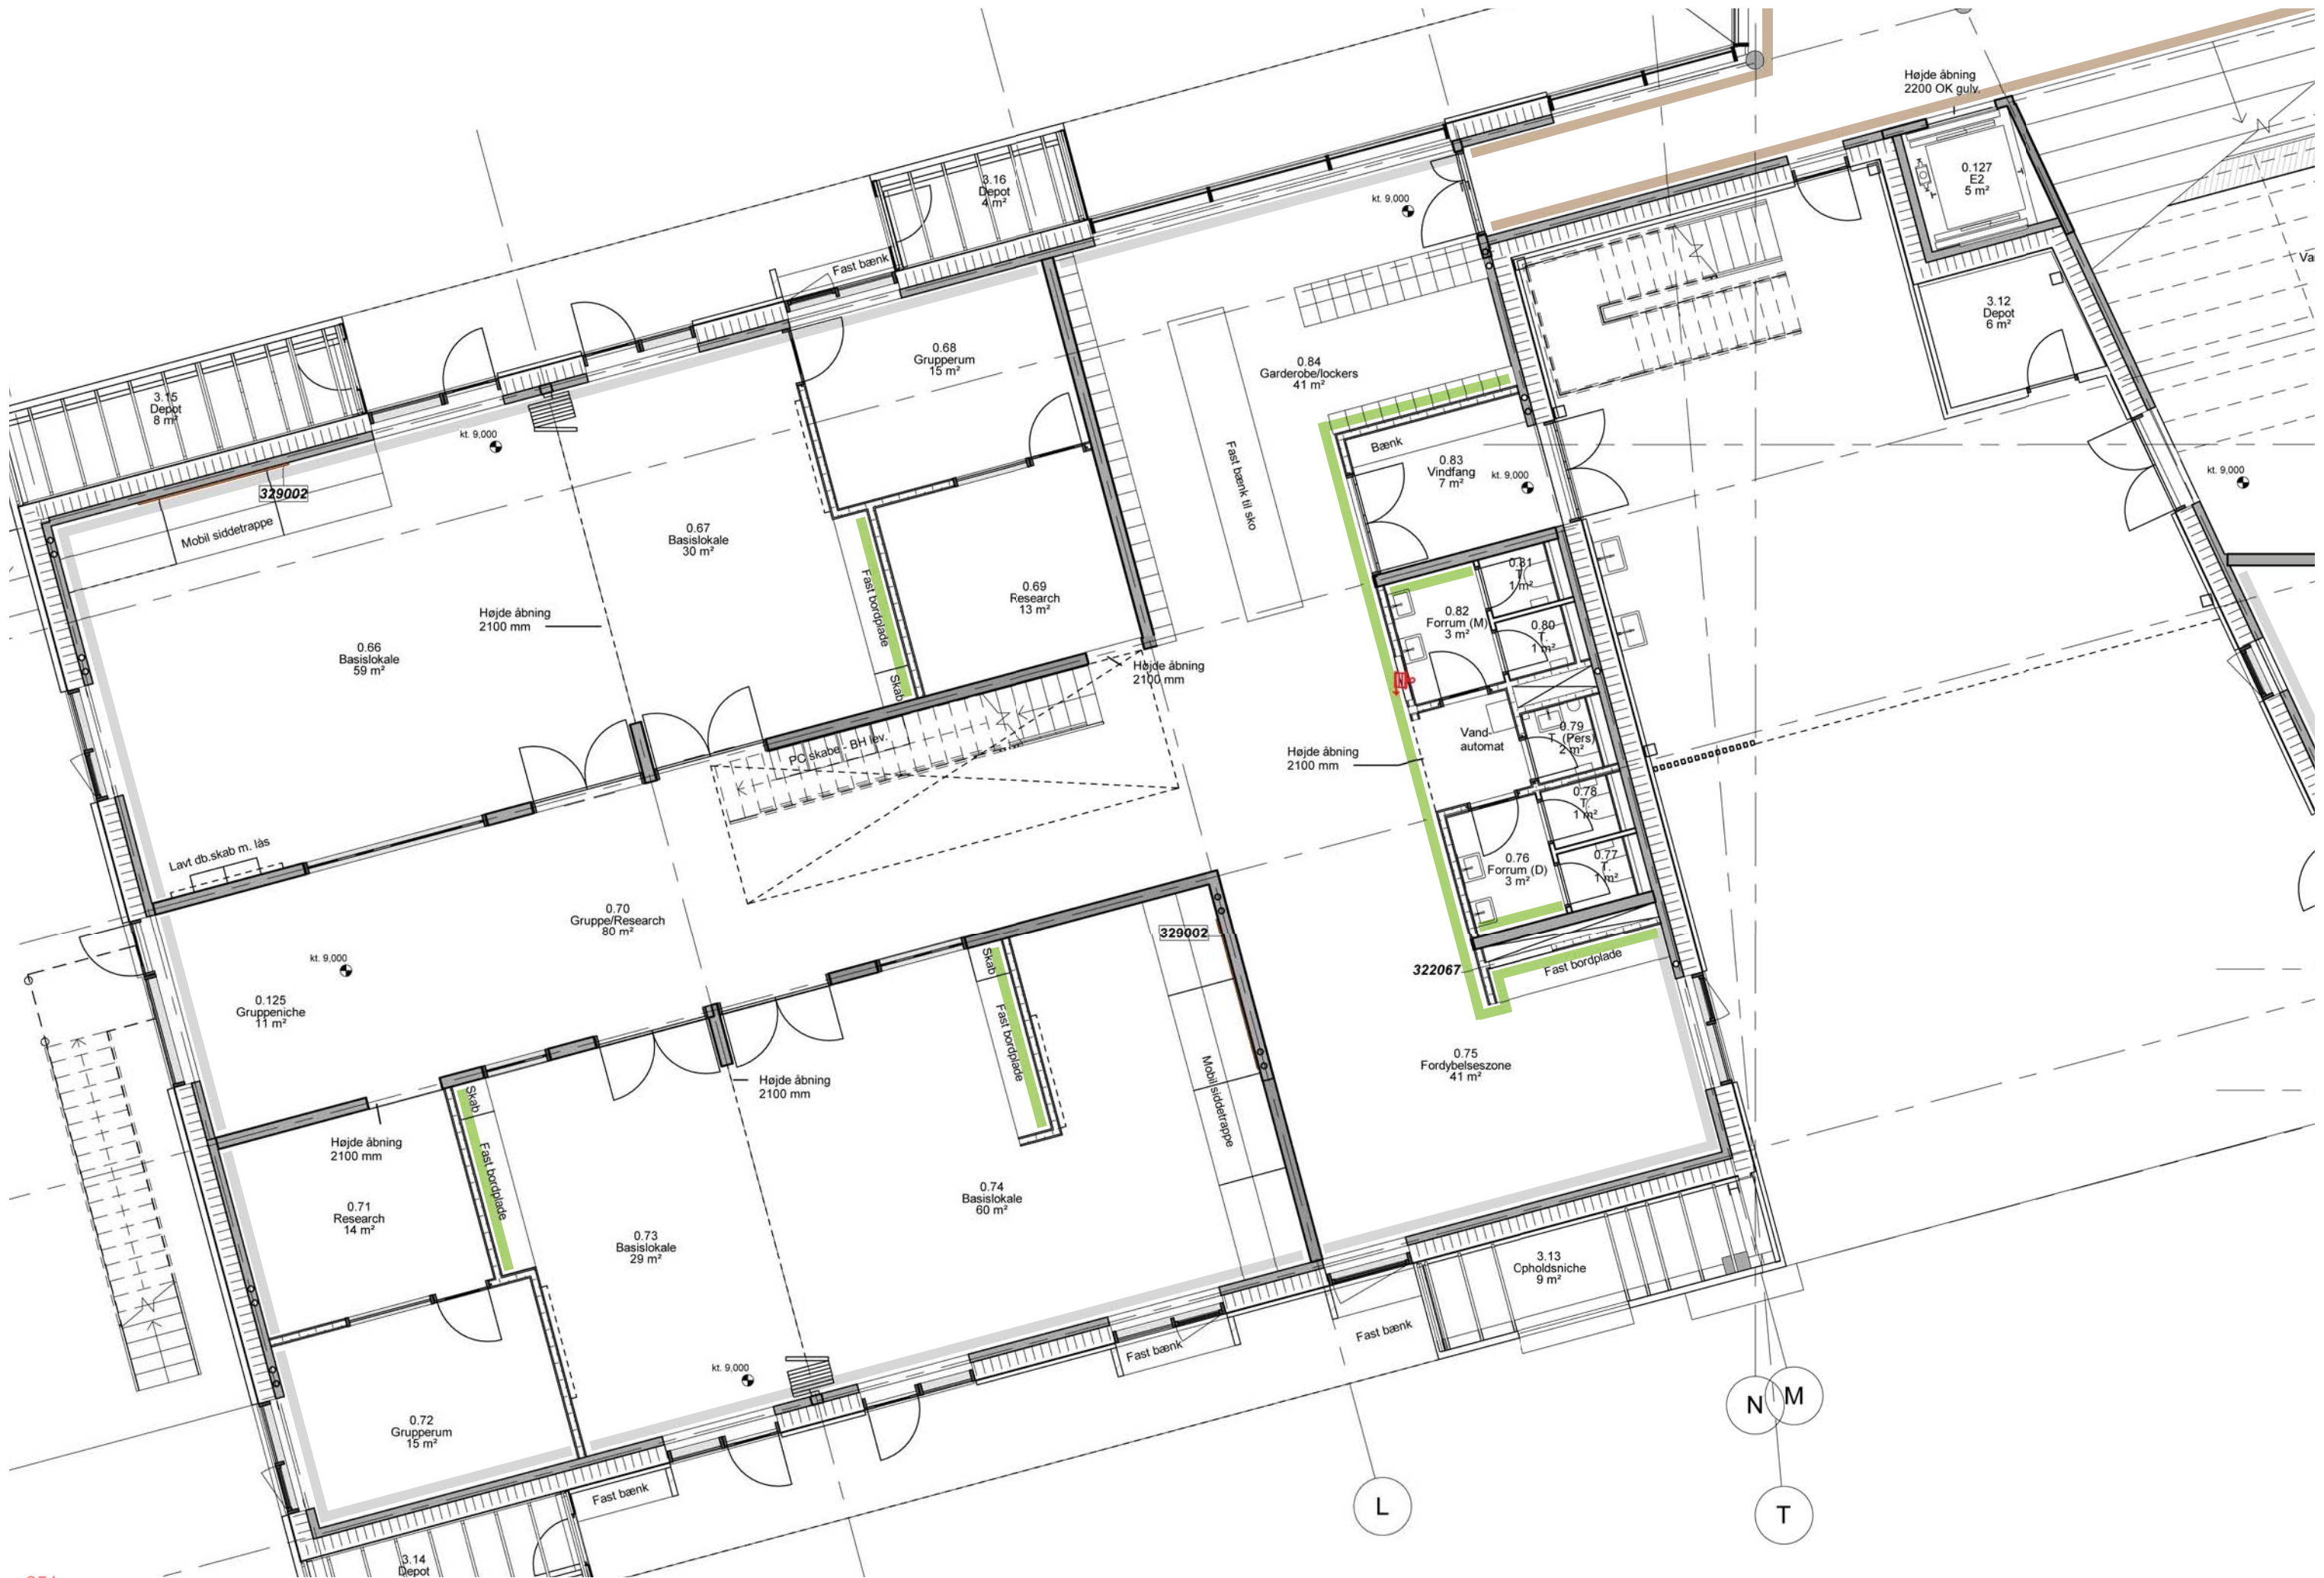 Højde åbning
2200 OK gulv.
0.127
E2
5 m²
3.16
Depot
4 m²
kt. 9,000
Fast bænk
3.12
Depot
6 m²
0.68
Grupperum
15 m²
0.84
Garderobe/lockers
41 m²
3.15
Depot
8 m²
kt. 9,000
Bænk
0.83
Vindfang
7 m²
kt. 9,000
kt. 9,000
329002
Mobil siddetrappe
Fast bænk til sko
0.67
Basislokale
30 m²
Fast bordplade
Skab
0.69
Research
13 m²
0.81
T.
1 m²
0.82
Forrum (M)
3 m²
0.80
T.
1 m²
Højde åbning
2100 mm
0.66
Basislokale
59 m²
Højde åbning
2100 mm
PC skabe - BH lev.
Vand-
automat
0.79
T. (Pers)
2 m²
Højde åbning
2100 mm
0.78
T.
1 m²
Lavt db.skab m. lås
0.76
Forrum (D)
3 m²
0.77
T.
1 m²
0.70
Gruppe/Research
80 m²
329002
kt. 9,000
Skab
Fast bordplade
322067
Fast bordplade
0.125
Gruppeniche
11 m²
Mobil siddetrappe
0.75
Fordybelseszone
41 m²
Højde åbning
2100 mm
Skab
Fast bordplade
Højde åbning
2100 mm
0.71
Research
14 m²
0.74
Basislokale
60 m²
0.73
Basislokale
29 m²
3.13
Opholdsniche
9 m²
Fast bænk
Fast bænk
kt. 9,000
N
M
0.72
Grupperum
15 m²
Fast bænk
L
T
3.14
Depot